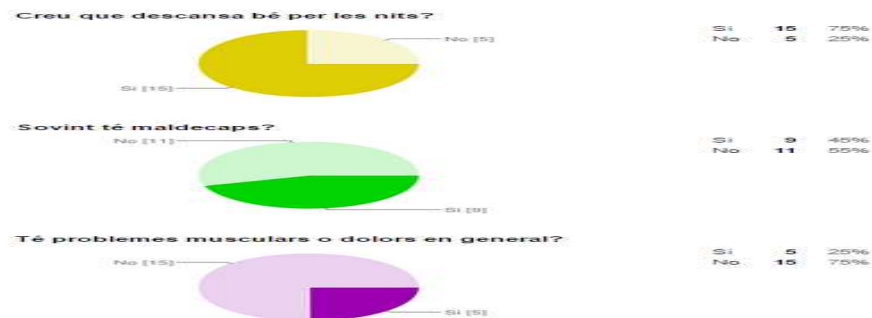 Creu que descansa bé per les nits?
Sí 15 75%
No 5 25%
No [5]
Sí [15]
Sovint té maldecaps?
Sí 9 45%
No 11 55%
No [11]
Sí [9]
Té problemes musculars o dolors en general?
Sí 5 25%
No 15 75%
No [15]
Sí [5]